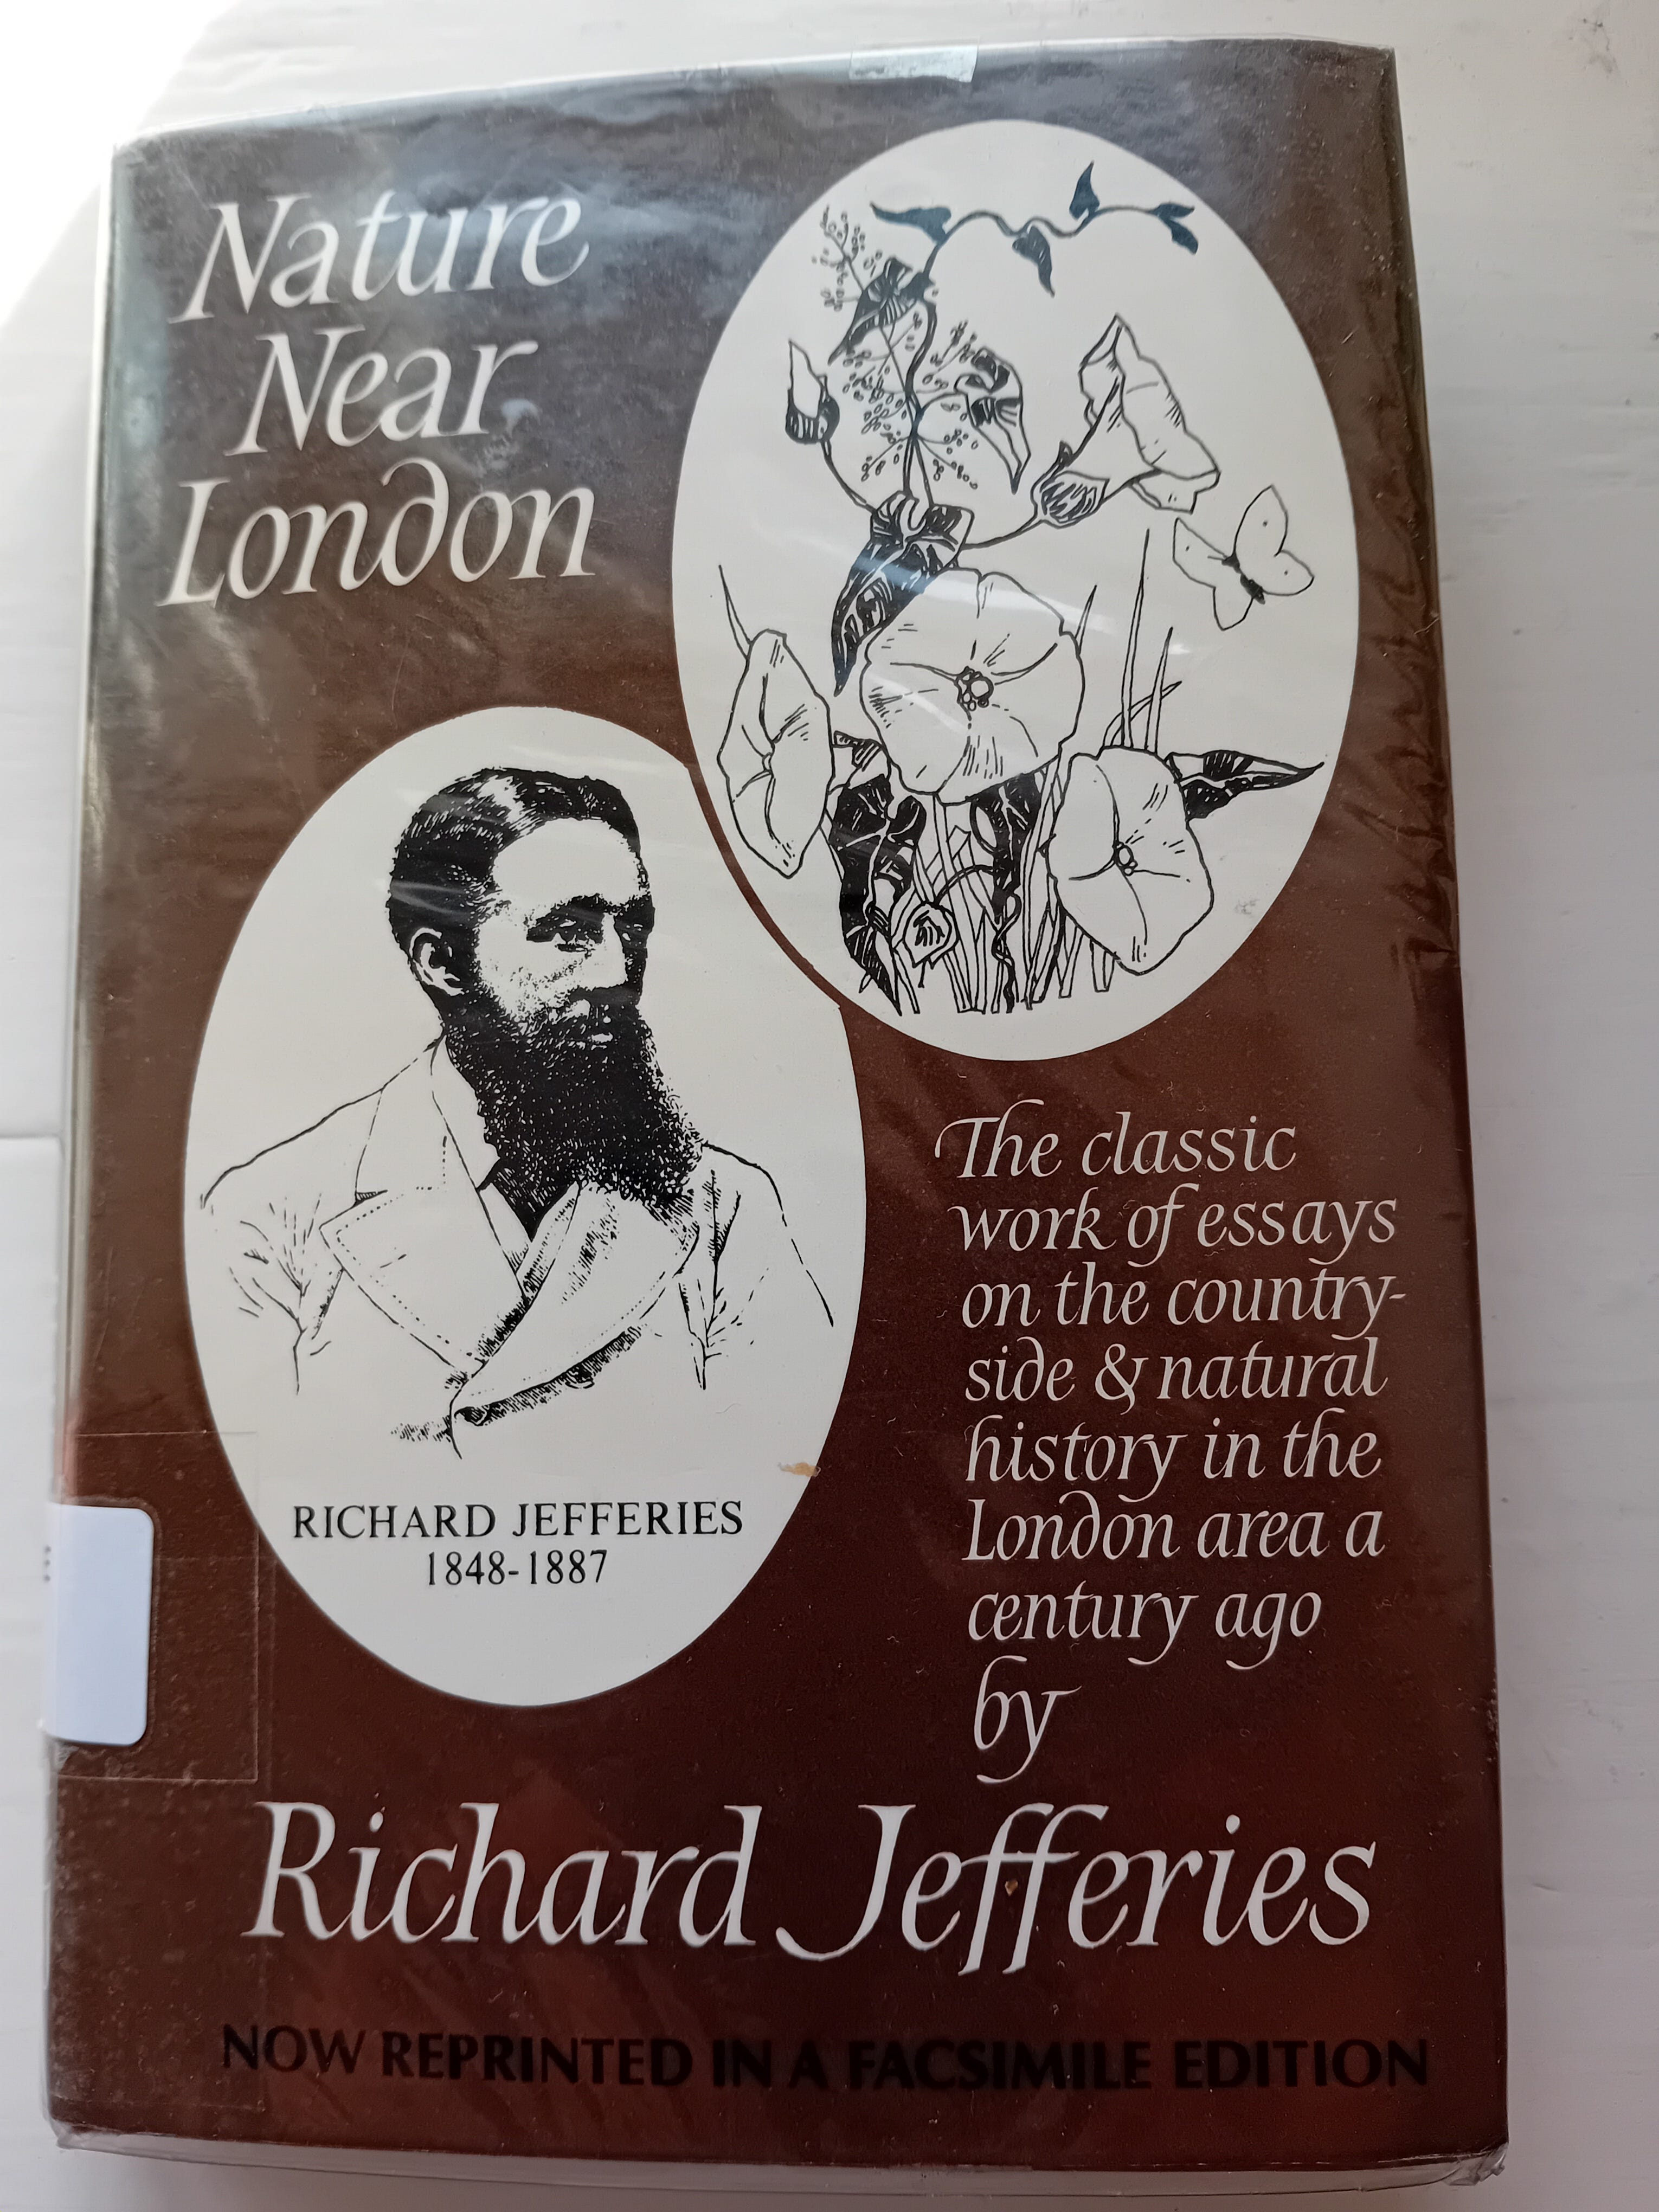 Nature
Near
London
RICHARD JEFFERIES
1848-1887
The classic
work of essays
on the country-
side & natural
history in the
London area a
century ago
by
Richard Jefferies
NOW REPRINTED IN A FACSIMILE EDITION